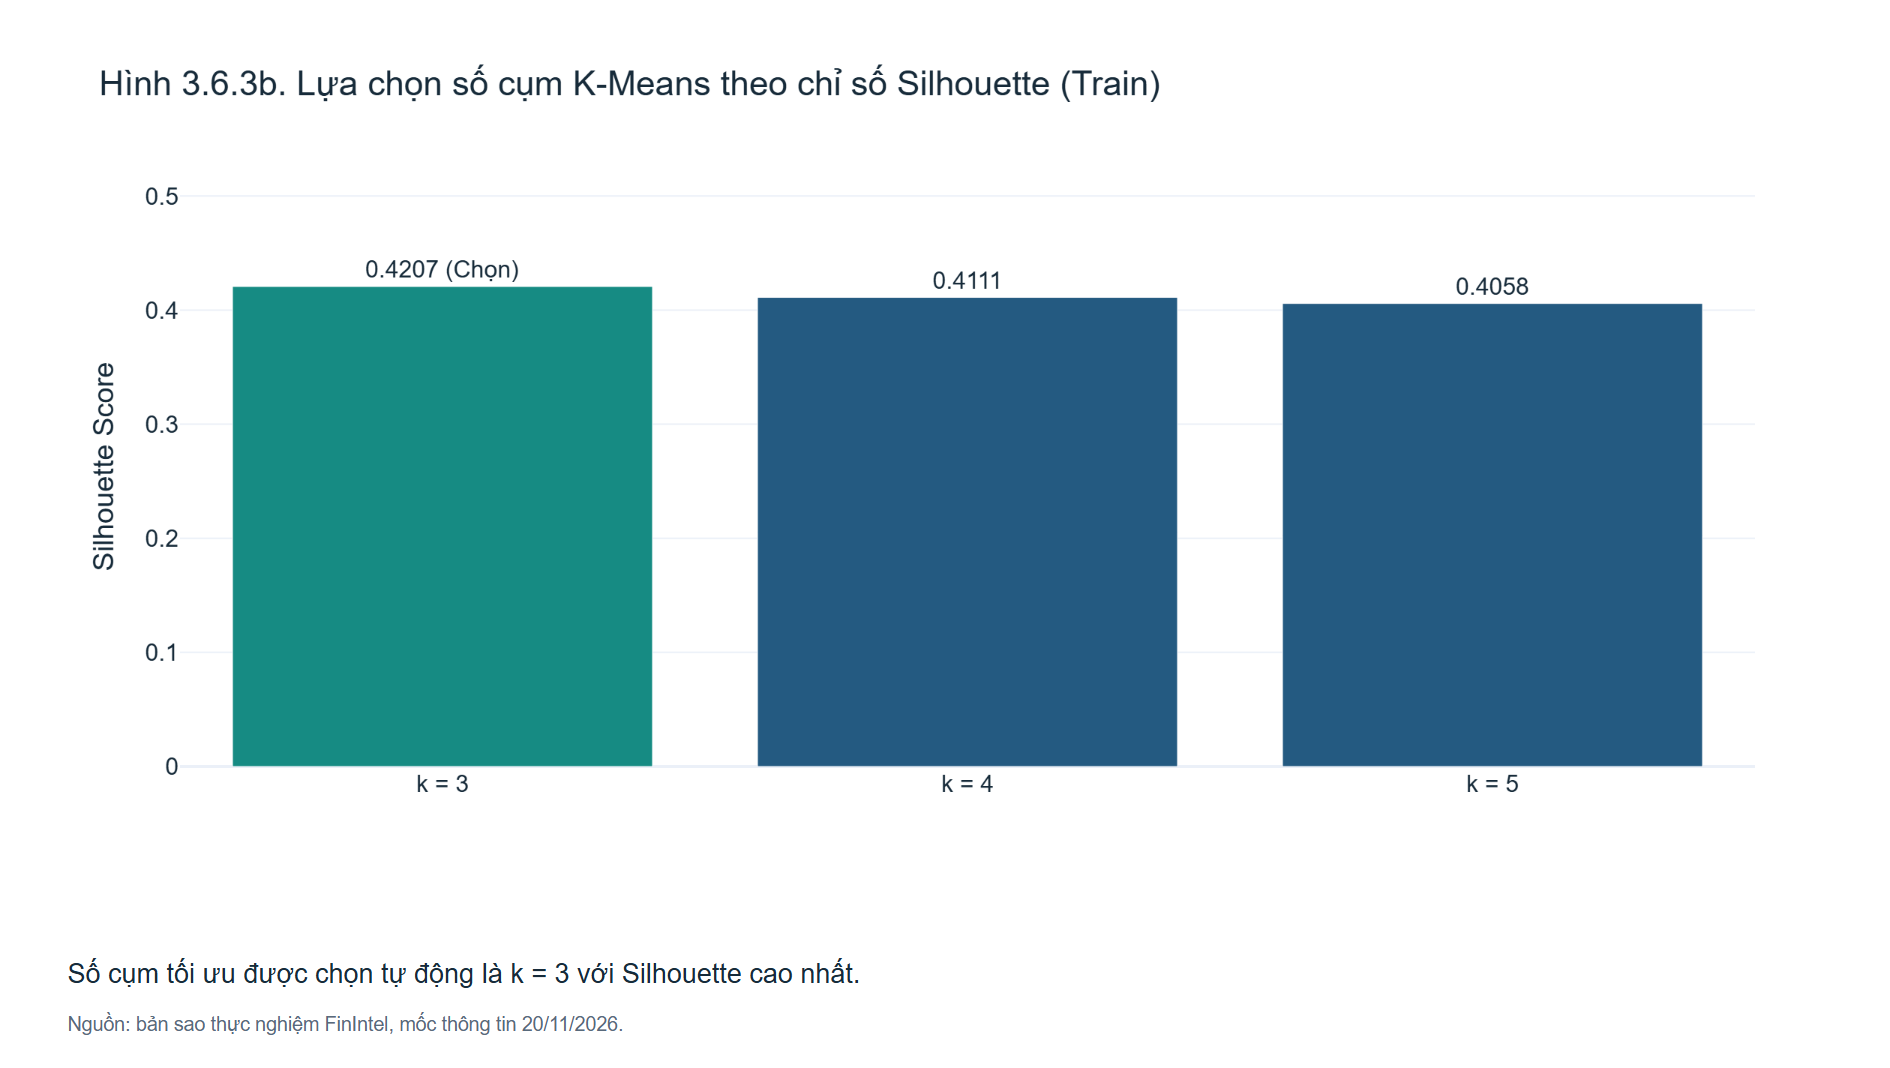 Hình 3.6.3b. Lựa chọn số cụm K-Means theo chỉ số Silhouette (Train)
0.5
0.4
0.3
0.2
0.1
0
Silhouette Score
0.4207 (Chọn)
0.4111
0.4058
k = 3
k = 4
k = 5
Số cụm tối ưu được chọn tự động là k = 3 với Silhouette cao nhất.
Nguồn: bản sao thực nghiệm FinIntel, mốc thông tin 20/11/2026.